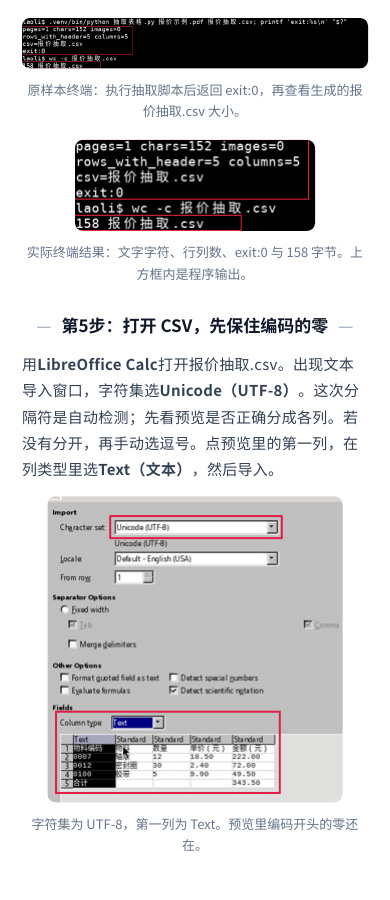 laoli$ .venv/bin/python 抽取表格.py 报价示例.pdf 报价抽取.csv; printf 'exit:%s\n' "$?"
pages=1 chars=152 images=0
rows_with_header=5 columns=5
csv=报价抽取.csv
exit:0
laoli$ wc -c 报价抽取.csv
158 报价抽取.csv
原样本终端：执行抽取脚本后返回 exit:0，再查看生成的报
价抽取.csv 大小。
pages=1 chars=152 images=0
rows_with_header=5 columns=5
csv=报价抽取.csv
exit:0
laoli$ wc -c 报价抽取.csv
158 报价抽取.csv
实际终端结果：文字字符、行列数、exit:0 与 158 字节。上
方框内是程序输出。
第5步：打开 CSV，先保住编码的零
用LibreOffice Calc打开报价抽取.csv。出现文本
导入窗口，字符集选Unicode（UTF-8）。这次分
隔符是自动检测；先看预览是否正确分成各列。若
没有分开，再手动选逗号。点预览里的第一列，在
列类型里选Text（文本），然后导入。
Import
Character set: Unicode (UTF-8)
Unicode (UTF-8)
Locale: Default - English (USA)
From row: 1
Separator Options
Fixed width
Tab Comma
Merge delimiters
Other Options
Format quoted field as text Detect special numbers
Evaluate formulas Detect scientific notation
Fields
Column type: Text
Text Standard Standard Standard Standard
1 物料编码 数量 单价(元) 金额(元)
2 0007 轴承 12 18.50 222.00
3 0012 密封圈 30 2.40 72.00
4 0100 胶带 5 9.90 49.50
5 合计 343.50
字符集为 UTF-8，第一列为 Text。预览里编码开头的零还
在。